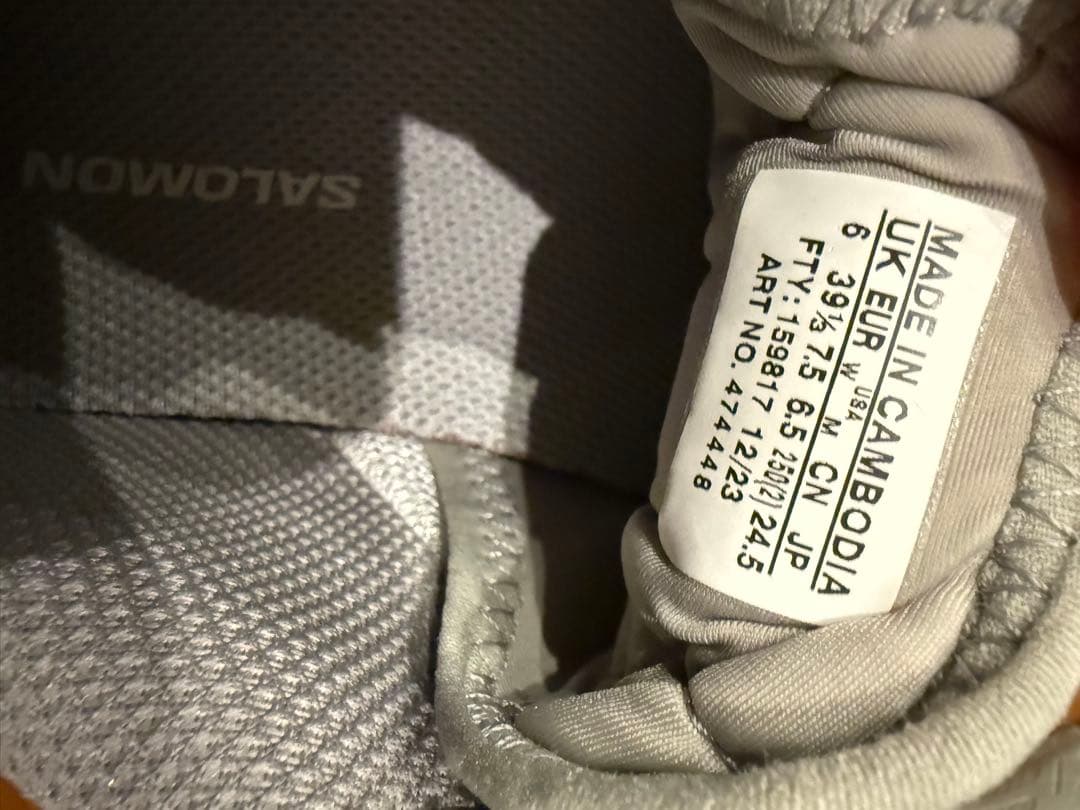 SALOMON
MADE IN CAMBODIA
UK EUR W USA M CN JP
6 39⅓ 7.5 6.5 250(2) 24.5
FTY: 159817 12/23
ART NO. 474448